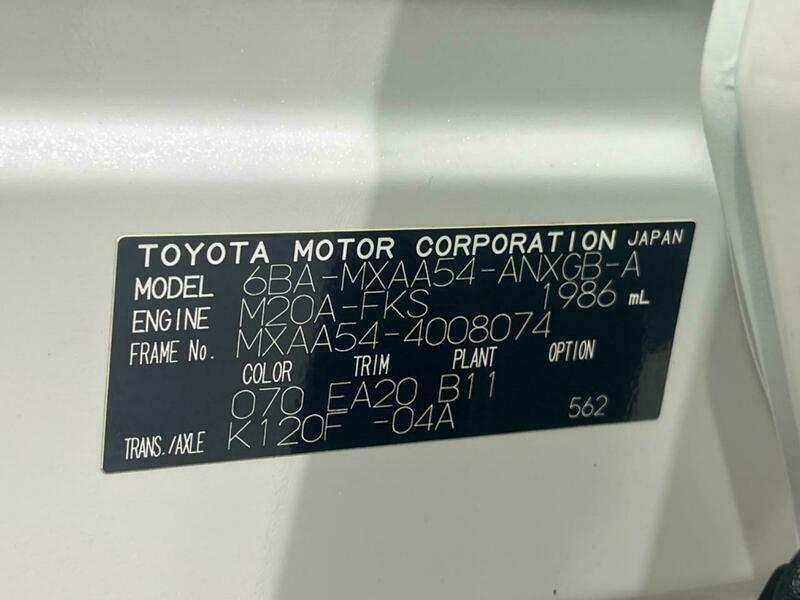 TOYOTA MOTOR CORPORATION JAPAN
MODEL 6BA-MXAA54-ANXGB-A
ENGINE M20A-FKS 1986 mL
FRAME No. MXAA54-4008074
COLOR TRIM PLANT OPTION
070 EA20 B11 562
TRANS./AXLE K120F -04A